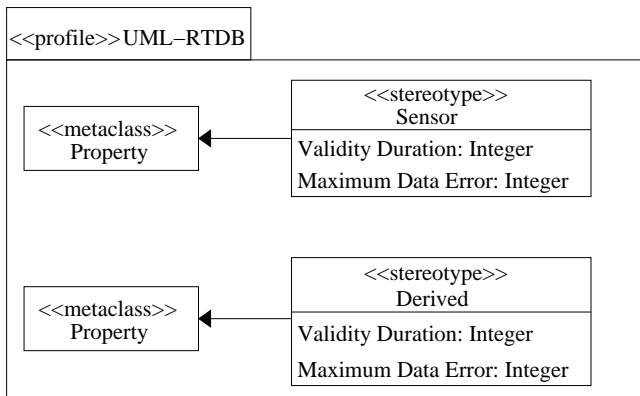 <<profile>>UML−RTDB
<<stereotype>>
Sensor
<<metaclass>>
Property
Validity Duration: Integer
Maximum Data Error: Integer
<<stereotype>>
Derived
<<metaclass>>
Property
Validity Duration: Integer
Maximum Data Error: Integer